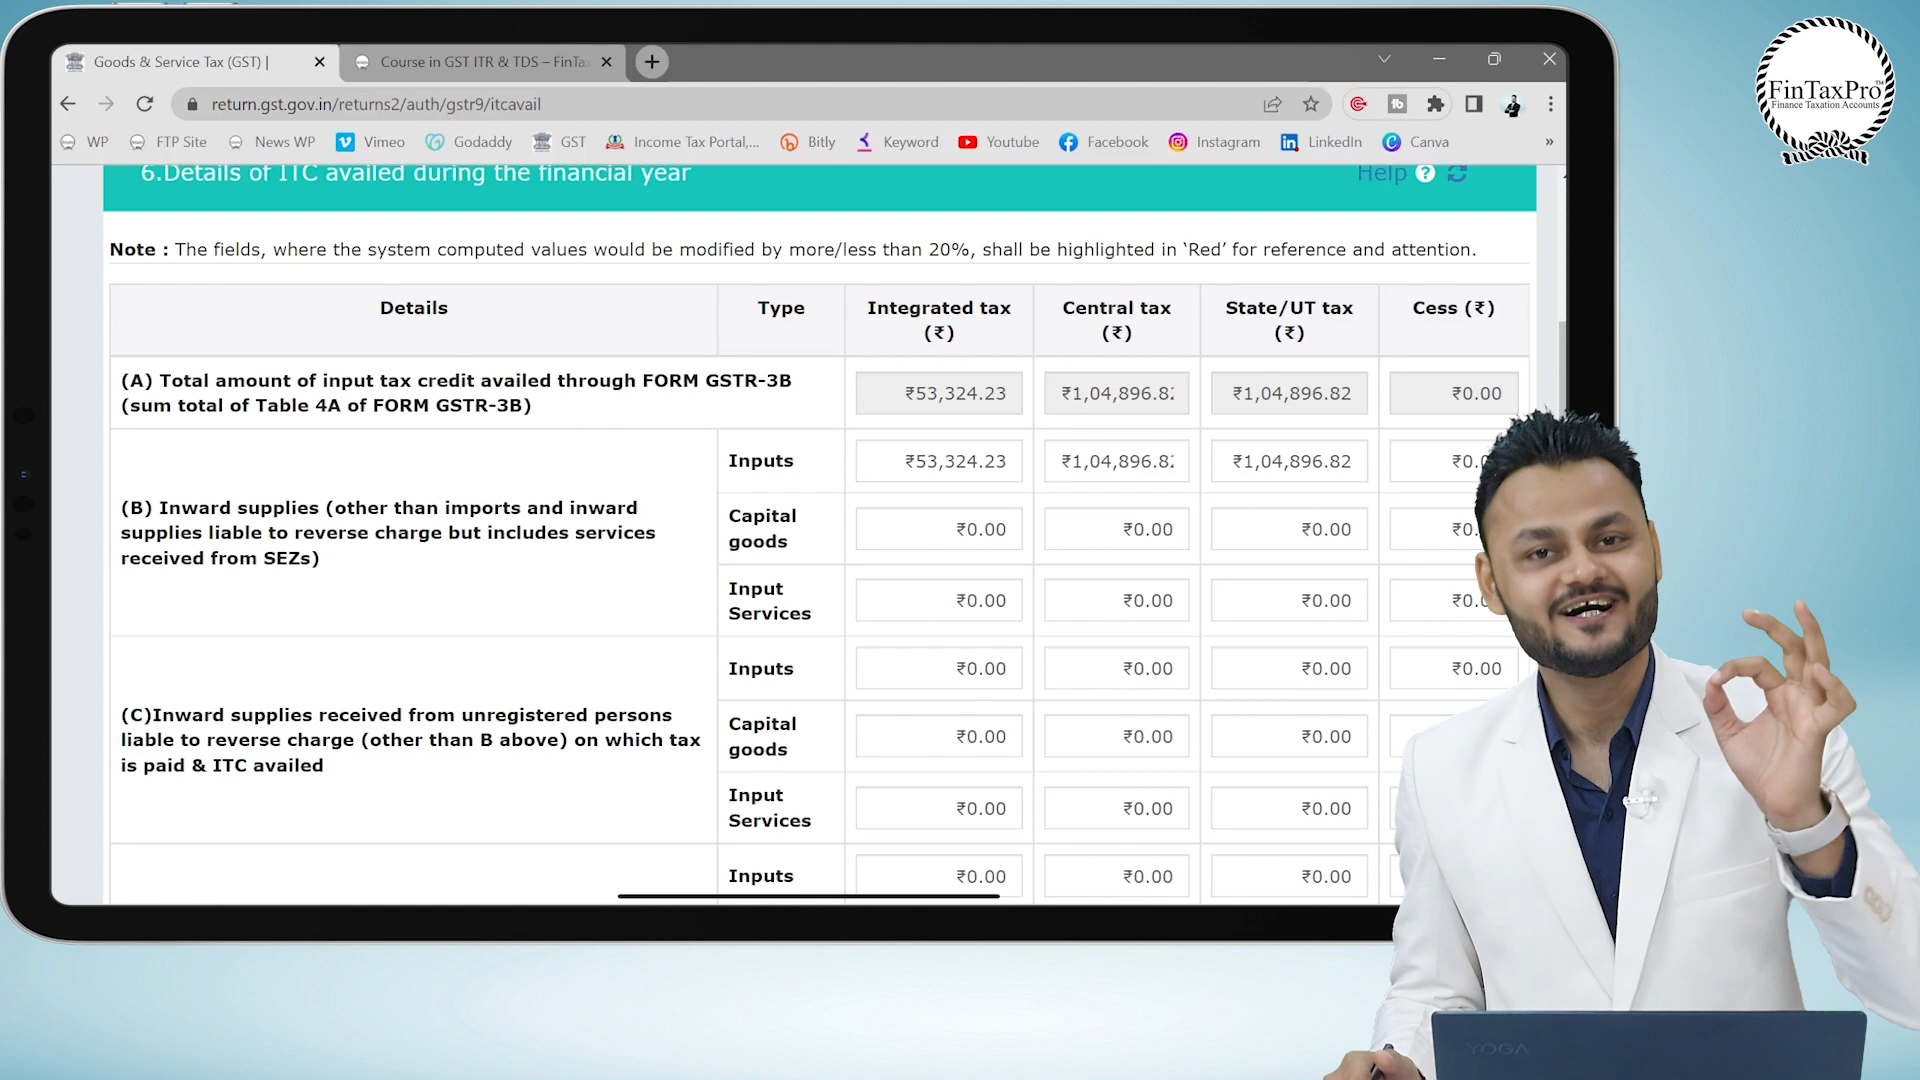 Goods & Service Tax (GST) |
Course in GST ITR & TDS – FinTa
return.gst.gov.in/returns2/auth/gstr9/itcavail
WP FTP Site News WP Vimeo Godaddy GST Income Tax Portal,... Bitly Keyword Youtube Facebook Instagram LinkedIn Canva »
FinTaxPro
Finance Taxation Accounts
6.Details of ITC availed during the financial year Help ?
Note : The fields, where the system computed values would be modified by more/less than 20%, shall be highlighted in ‘Red’ for reference and attention.
Details Type Integrated tax (₹) Central tax (₹) State/UT tax (₹) Cess (₹)
(A) Total amount of input tax credit availed through FORM GSTR-3B
(sum total of Table 4A of FORM GSTR-3B)
₹53,324.23 ₹1,04,896.82 ₹1,04,896.82 ₹0.00
(B) Inward supplies (other than imports and inward
supplies liable to reverse charge but includes services
received from SEZs)
Inputs ₹53,324.23 ₹1,04,896.82 ₹1,04,896.82 ₹0.
Capital goods ₹0.00 ₹0.00 ₹0.00 ₹0.
Input Services ₹0.00 ₹0.00 ₹0.00 ₹0.
(C)Inward supplies received from unregistered persons
liable to reverse charge (other than B above) on which tax
is paid & ITC availed
Inputs ₹0.00 ₹0.00 ₹0.00 ₹0.00
Capital goods ₹0.00 ₹0.00 ₹0.00
Input Services ₹0.00 ₹0.00 ₹0.00
Inputs ₹0.00 ₹0.00 ₹0.00
YOGA